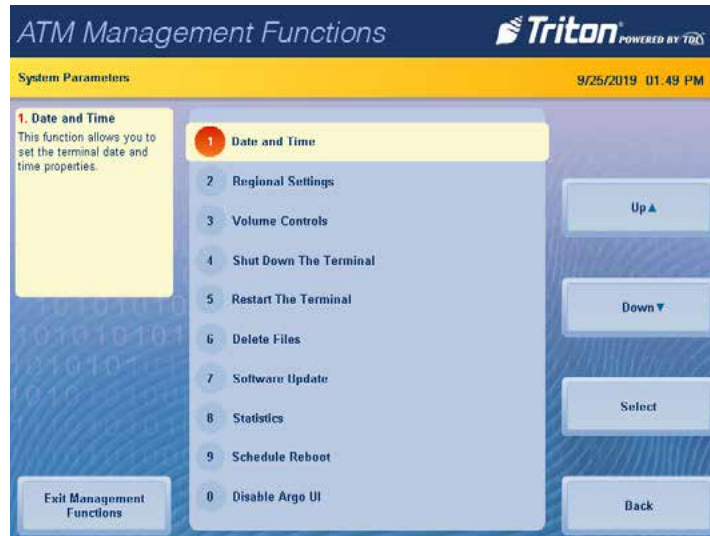 ATM Management Functions
Triton POWERED BY TDX
System Parameters
9/25/2019 01:49 PM
1. Date and Time
This function allows you to
set the terminal date and
time properties.
1 Date and Time
2 Regional Settings
3 Volume Controls
4 Shut Down The Terminal
5 Restart The Terminal
6 Delete Files
7 Software Update
8 Statistics
9 Schedule Reboot
0 Disable Argo UI
Up▲
Down▼
Select
Back
Exit Management
Functions